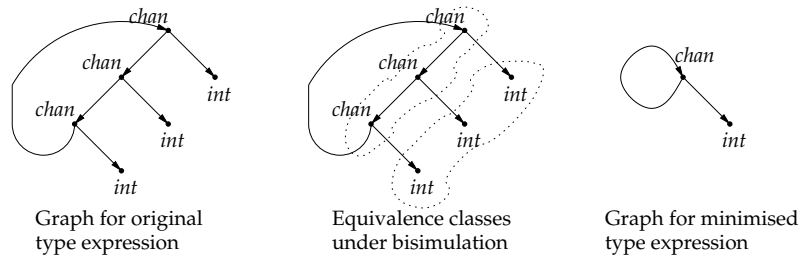 chan
chan
chan
int
int
int
Graph for original
type expression
chan
chan
chan
int
int
int
Equivalence classes
under bisimulation
chan
int
Graph for minimised
type expression